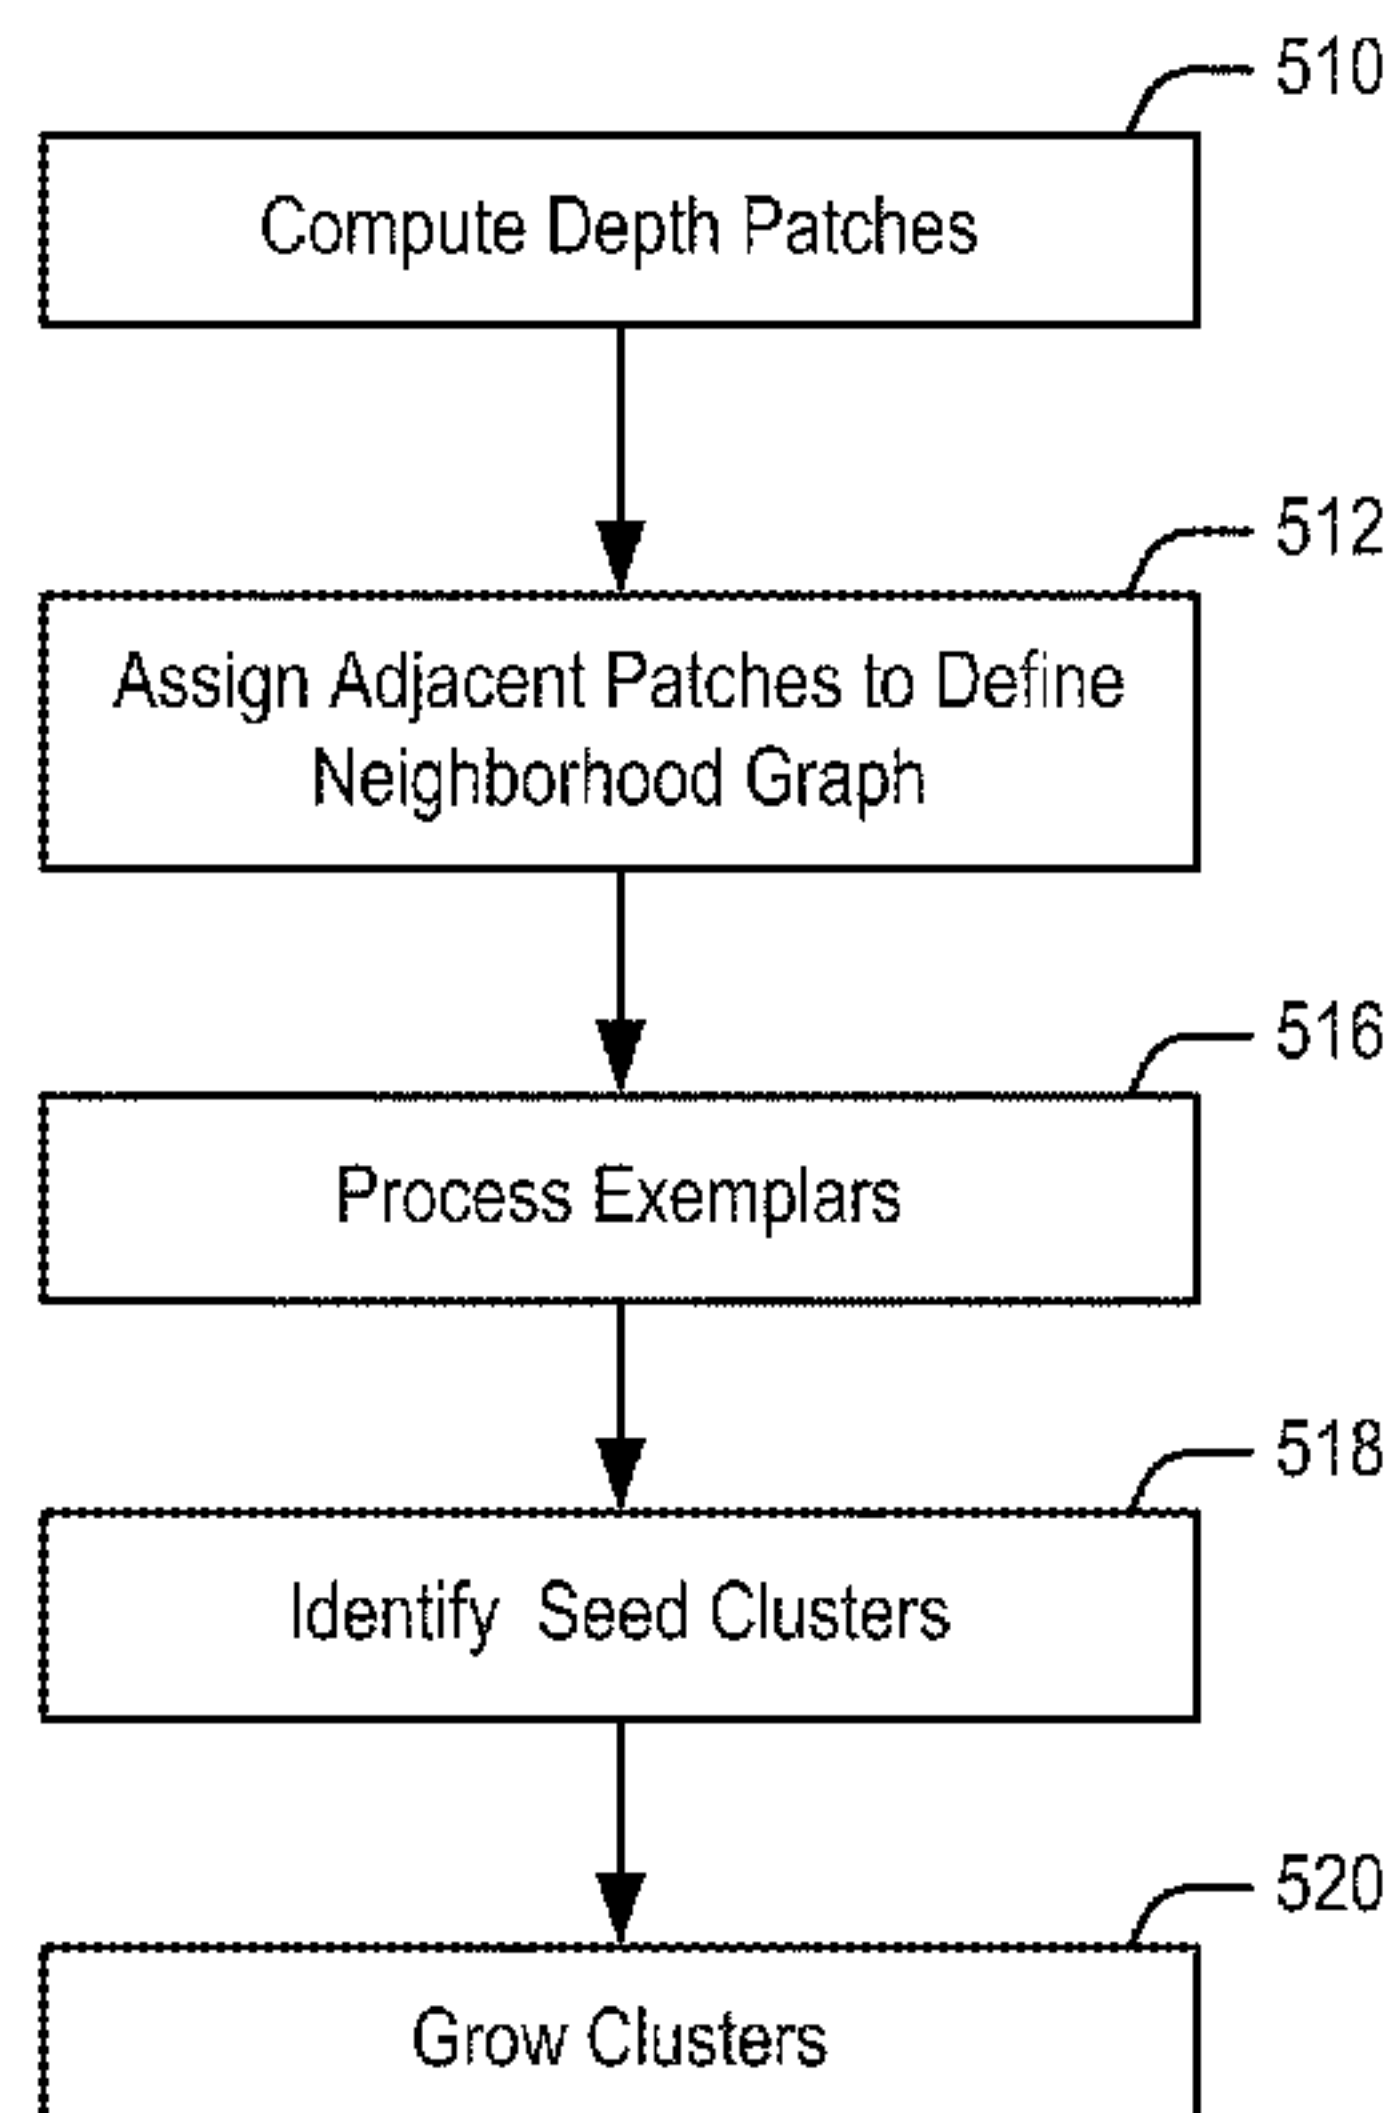 510
Compute Depth Patches
512
Assign Adjacent Patches to Define
Neighborhood Graph
516
Process Exemplars
518
Identify Seed Clusters
520
Grow Clusters